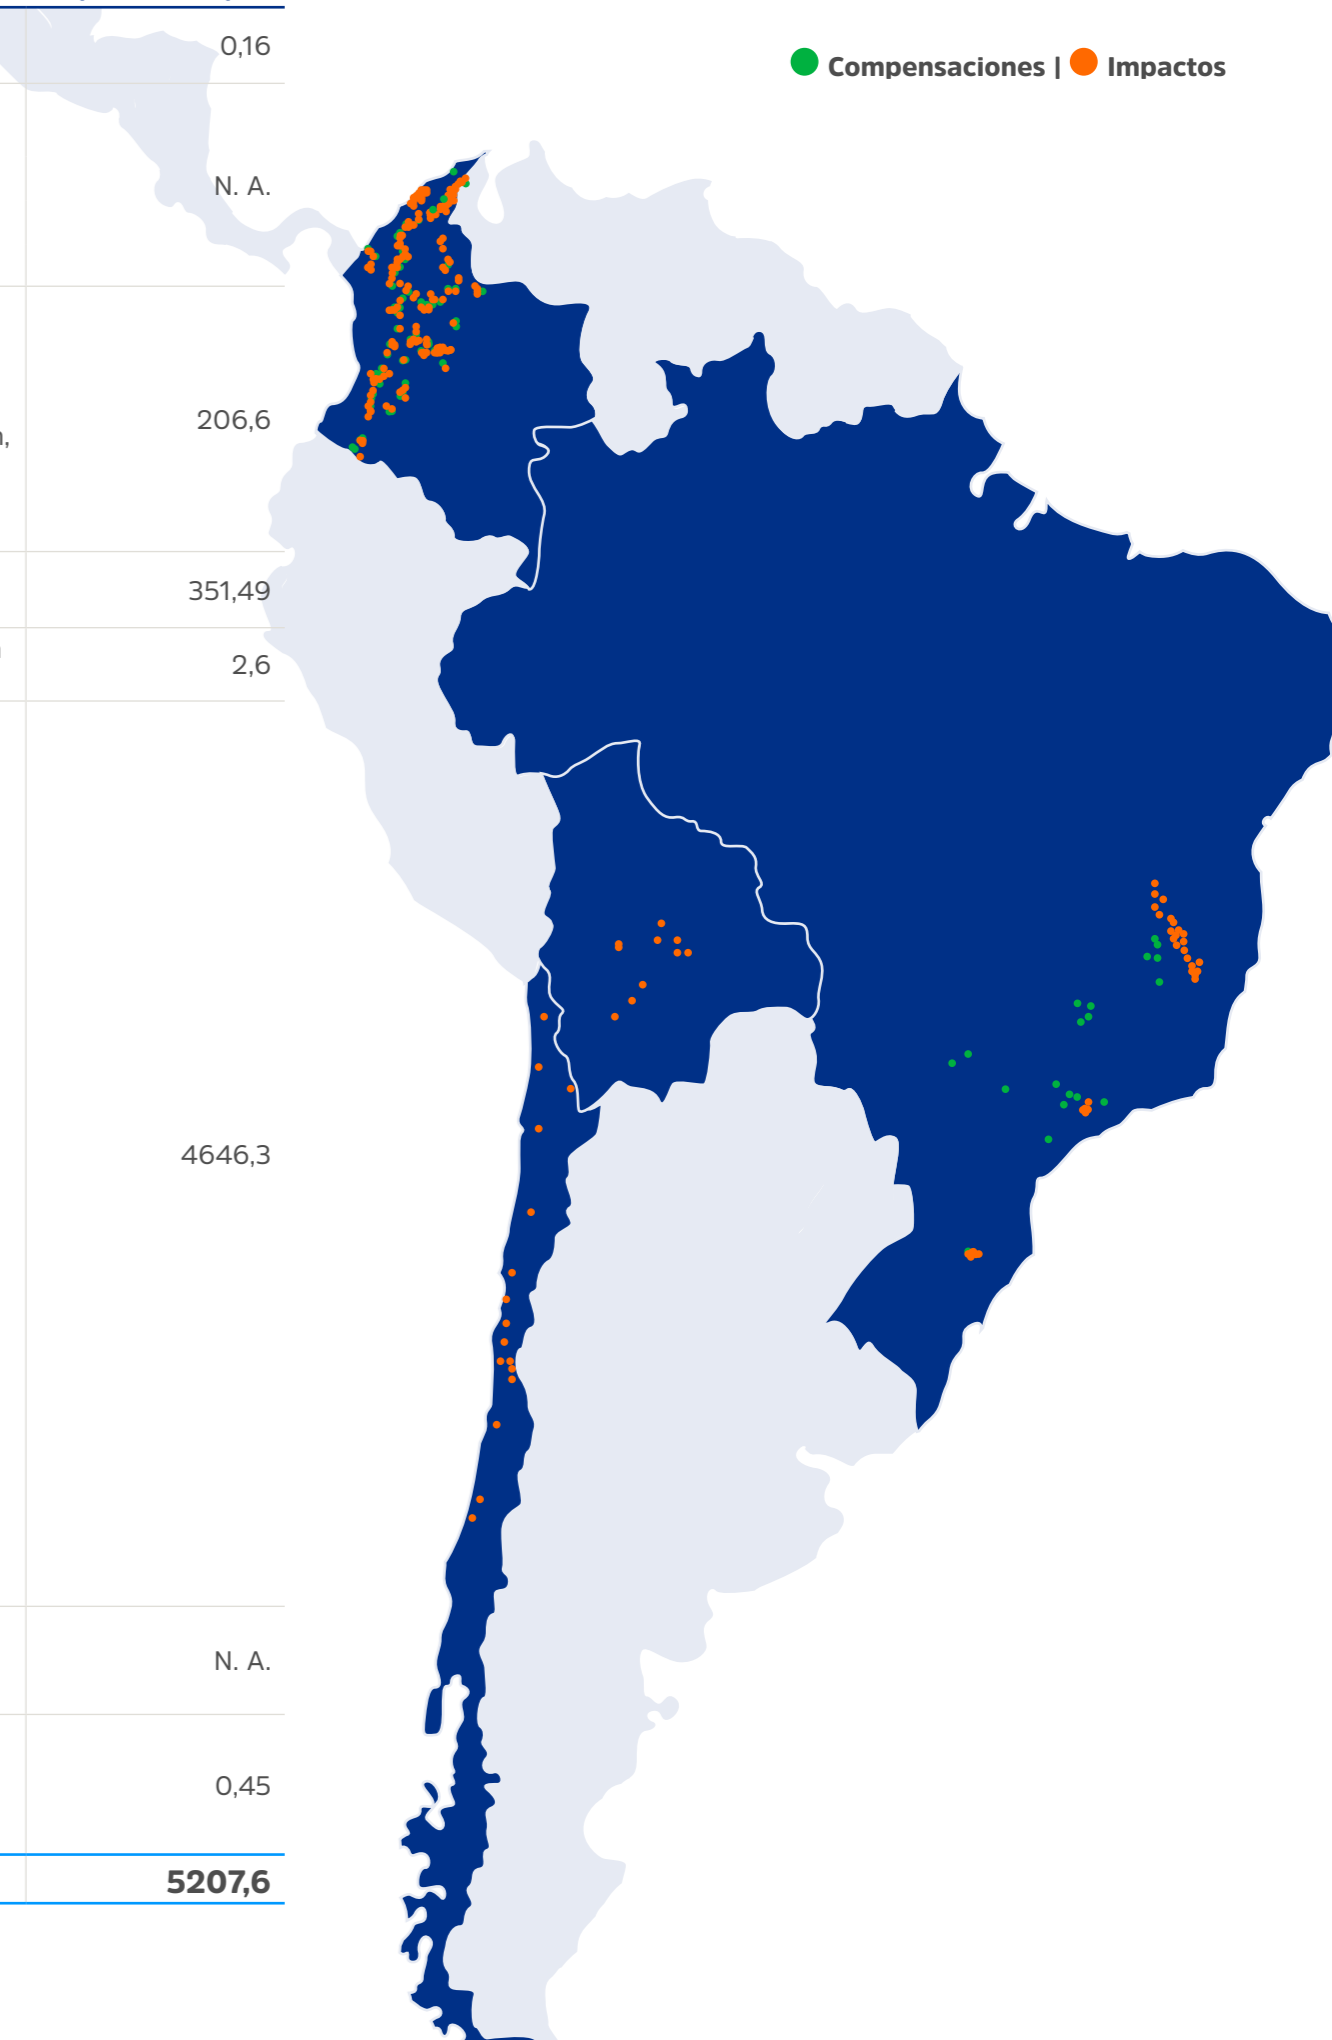 0,16
Compensaciones | Impactos
N. A.
206,6
351,49
2,6
4646,3
N. A.
0,45
5207,6